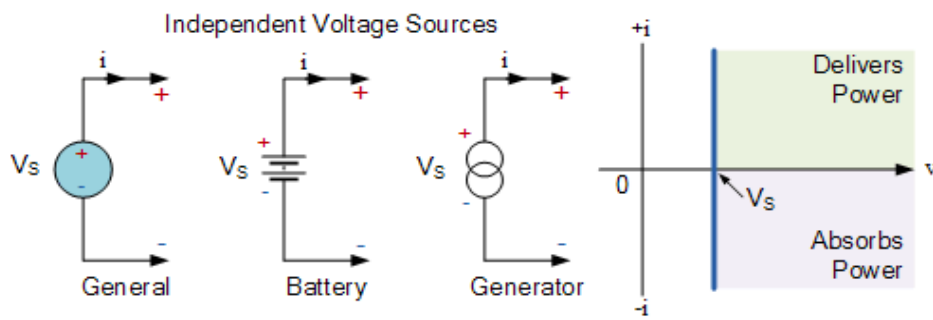 Independent Voltage Sources
i
+
VS
+
-
-
General
i
+
+
VS
-
-
Battery
i
+
+
VS
-
-
Generator
+i
Delivers
Power
0
v
VS
Absorbs
Power
-i